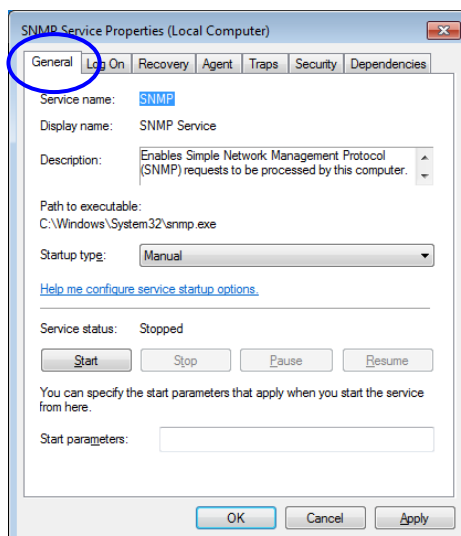 SNMP Service Properties (Local Computer)
General Log On Recovery Agent Traps Security Dependencies
Service name: SNMP
Display name: SNMP Service
Description: Enables Simple Network Management Protocol
(SNMP) requests to be processed by this computer.
Path to executable:
C:\Windows\System32\snmp.exe
Startup type: Manual
Help me configure service startup options.
Service status: Stopped
Start Stop Pause Resume
You can specify the start parameters that apply when you start the service
from here.
Start parameters:
OK Cancel Apply